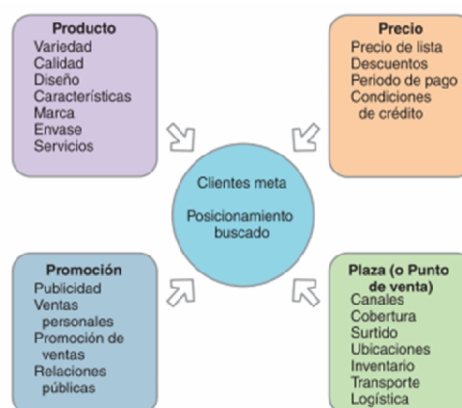 Producto
Variedad
Calidad
Diseño
Características
Marca
Envase
Servicios
Precio
Precio de lista
Descuentos
Periodo de pago
Condiciones
de crédito
Clientes meta
Posicionamiento
buscado
Promoción
Publicidad
Ventas
personales
Promoción de
ventas
Relaciones
públicas
Plaza (o Punto
de venta)
Canales
Cobertura
Surtido
Ubicaciones
Inventario
Transporte
Logística